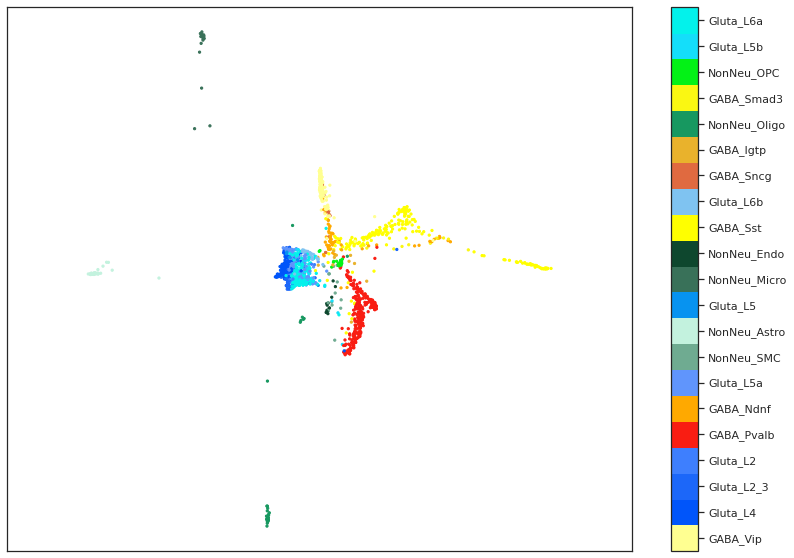 Gluta_L6a
Gluta_L5b
NonNeu_OPC
GABA_Smad3
NonNeu_Oligo
GABA_Igtp
GABA_Sncg
Gluta_L6b
GABA_Sst
NonNeu_Endo
NonNeu_Micro
Gluta_L5
NonNeu_Astro
NonNeu_SMC
Gluta_L5a
GABA_Ndnf
GABA_Pvalb
Gluta_L2
Gluta_L2_3
Gluta_L4
GABA_Vip